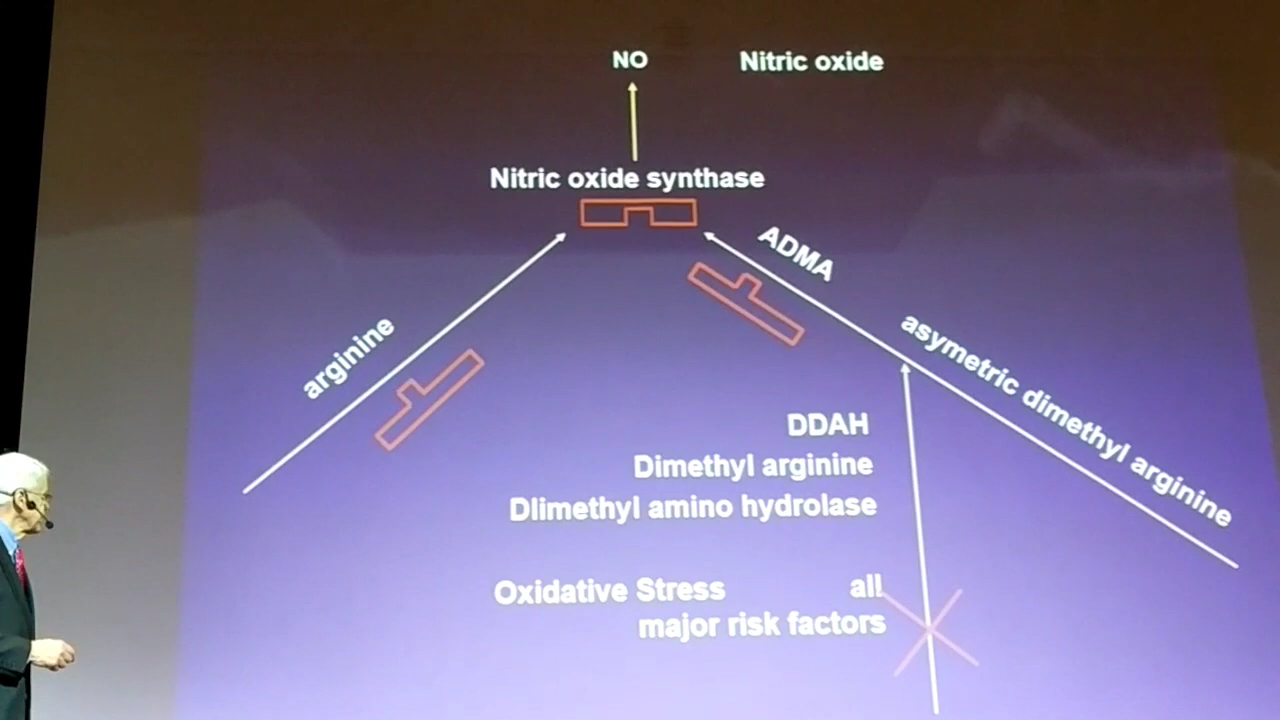 NO
Nitric oxide
Nitric oxide synthase
ADMA
arginine
asymetric dimethyl arginine
DDAH
Dimethyl arginine
Dlimethyl amino hydrolase
Oxidative Stress all
major risk factors